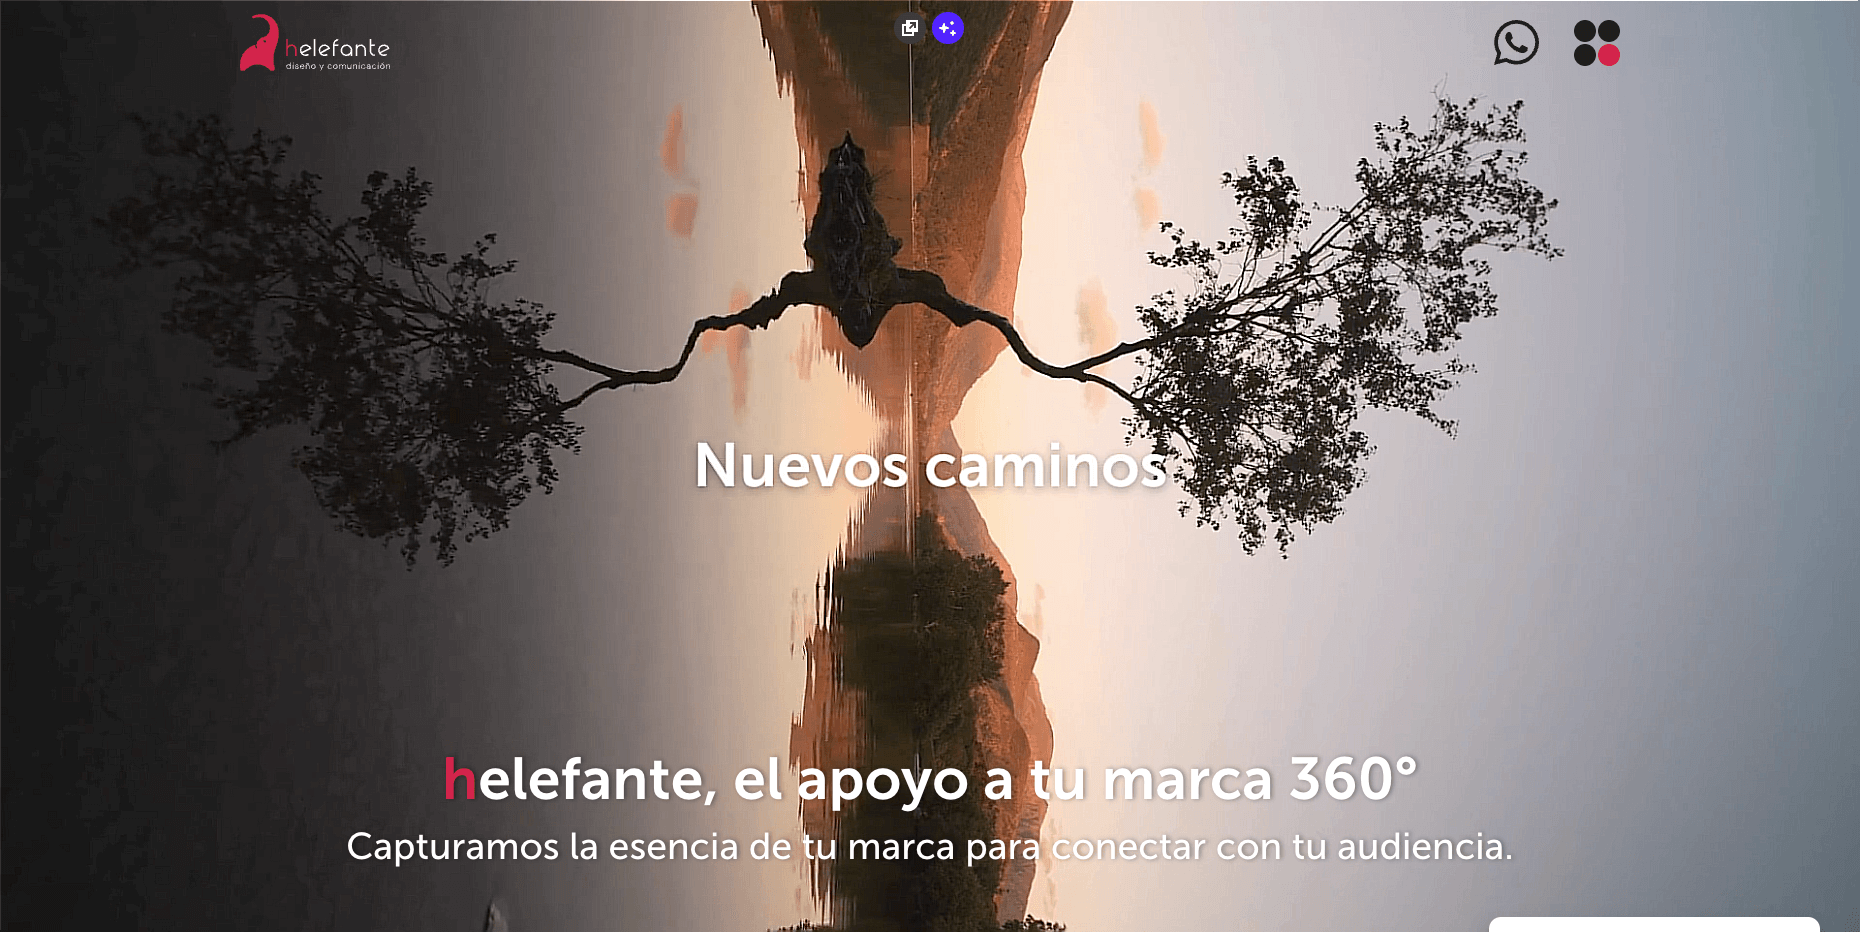 helefante
diseño y comunicación
Nuevos caminos
helefante, el apoyo a tu marca 360°
Capturamos la esencia de tu marca para conectar con tu audiencia.